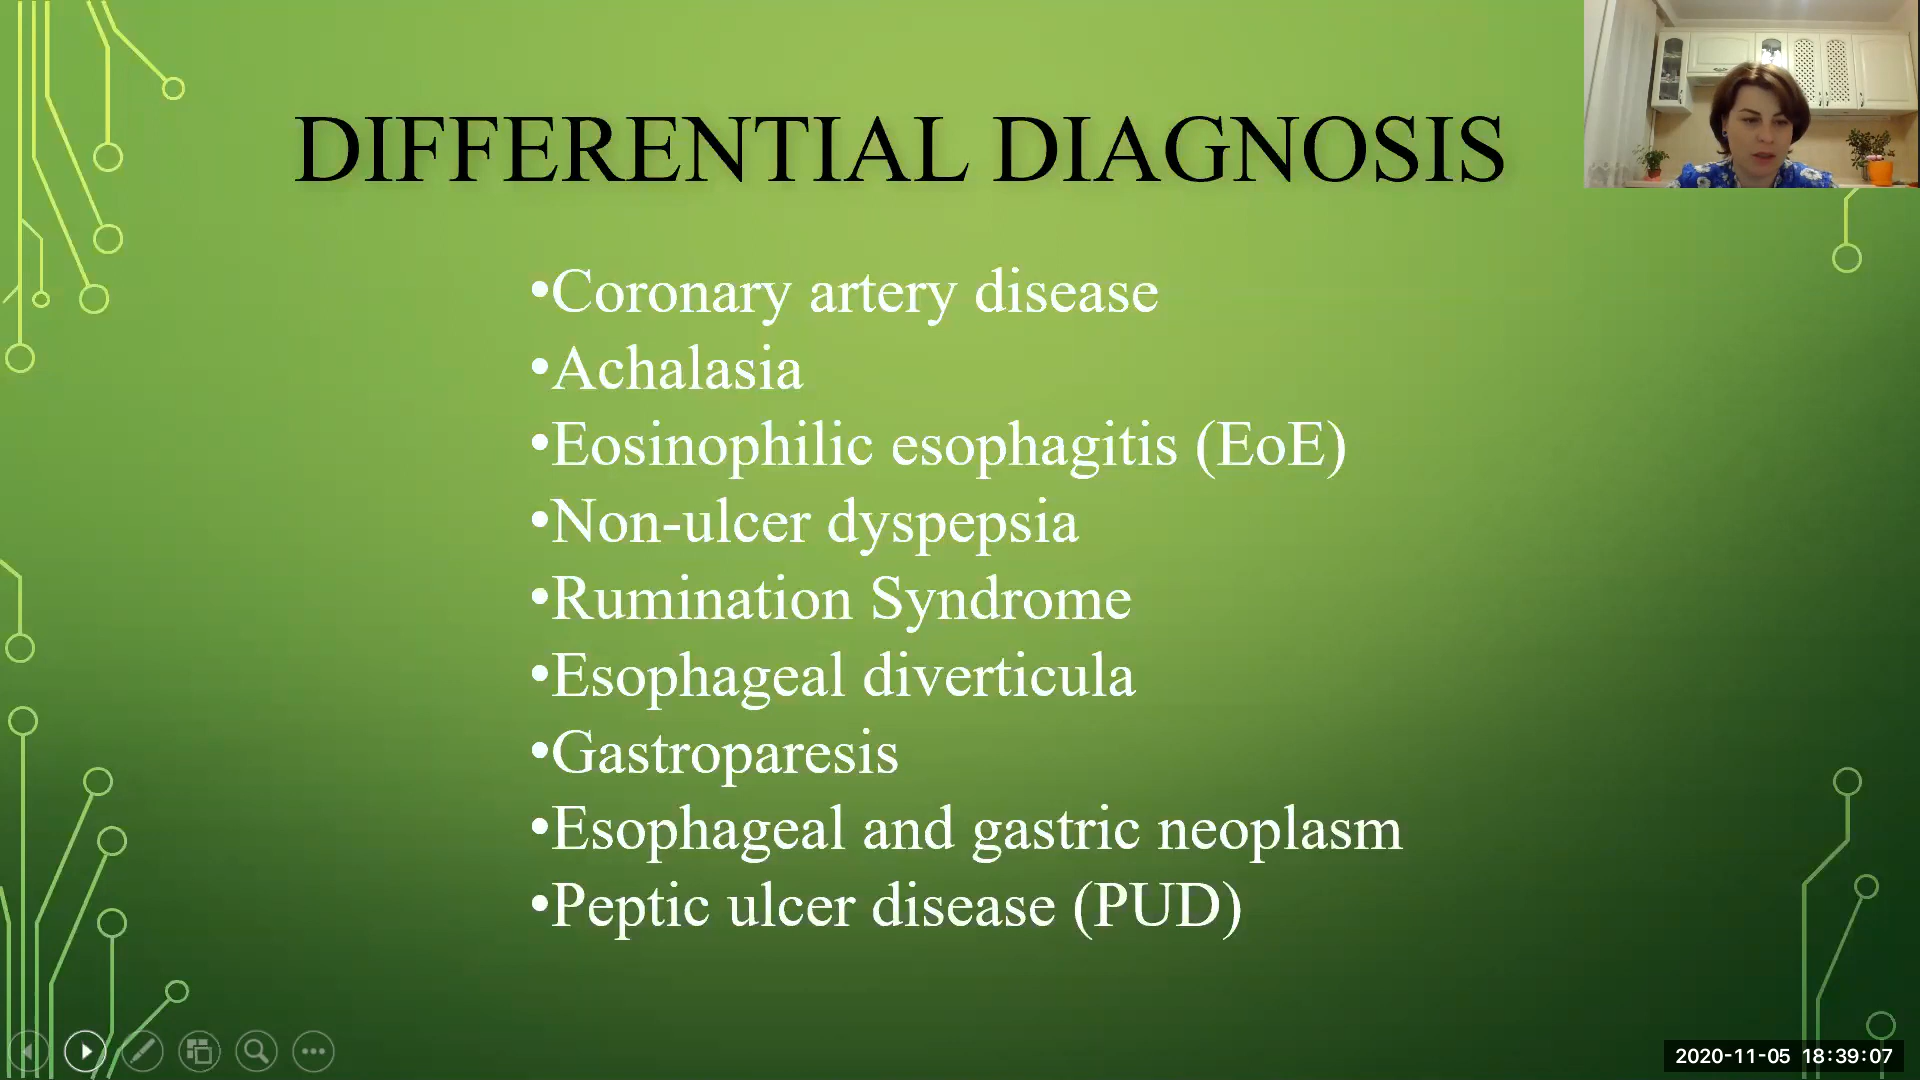 DIFFERENTIAL DIAGNOSIS
•Coronary artery disease
•Achalasia
•Eosinophilic esophagitis (EoE)
•Non-ulcer dyspepsia
•Rumination Syndrome
•Esophageal diverticula
•Gastroparesis
•Esophageal and gastric neoplasm
•Peptic ulcer disease (PUD)
2020-11-05 18:39:07